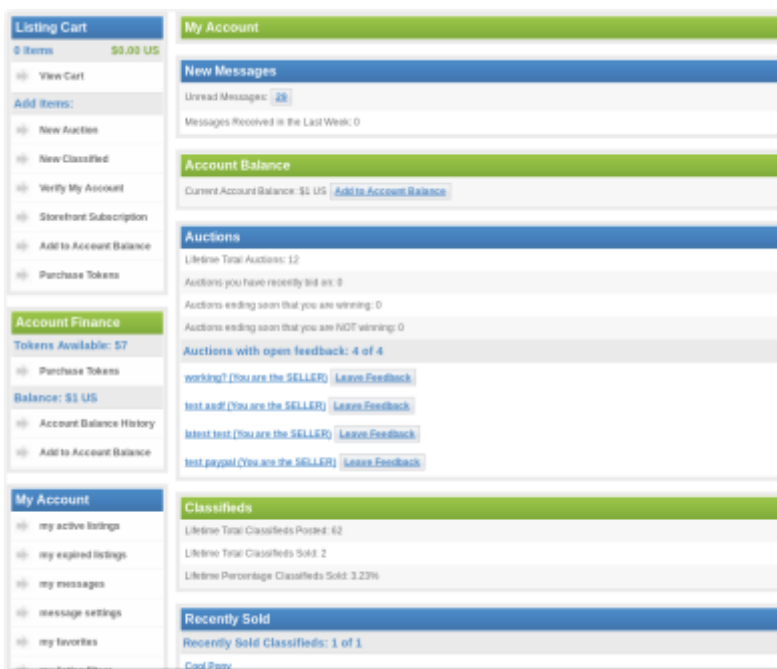 Listing Cart
0 Items $0.00 US
View Cart
Add Items:
New Auction
New Classified
Verify My Account
Storefront Subscription
Add to Account Balance
Purchase Tokens
Account Finance
Tokens Available: 57
Purchase Tokens
Balance: $1 US
Account Balance History
Add to Account Balance
My Account
my active listings
my expired listings
my messages
message settings
my favorites
My Account
New Messages
Unread Messages: 29
Messages Received in the Last Week: 0
Account Balance
Current Account Balance: $1 US Add to Account Balance
Auctions
Lifetime Total Auctions: 12
Auctions you have recently bid on: 0
Auctions ending soon that you are winning: 0
Auctions ending soon that you are NOT winning: 0
Auctions with open feedback: 4 of 4
working? (You are the SELLER) Leave Feedback
test asdf (You are the SELLER) Leave Feedback
latest test (You are the SELLER) Leave Feedback
test paypal (You are the SELLER) Leave Feedback
Classifieds
Lifetime Total Classifieds Posted: 62
Lifetime Total Classifieds Sold: 2
Lifetime Percentage Classifieds Sold: 3.23%
Recently Sold
Recently Sold Classifieds: 1 of 1
Cool Pony